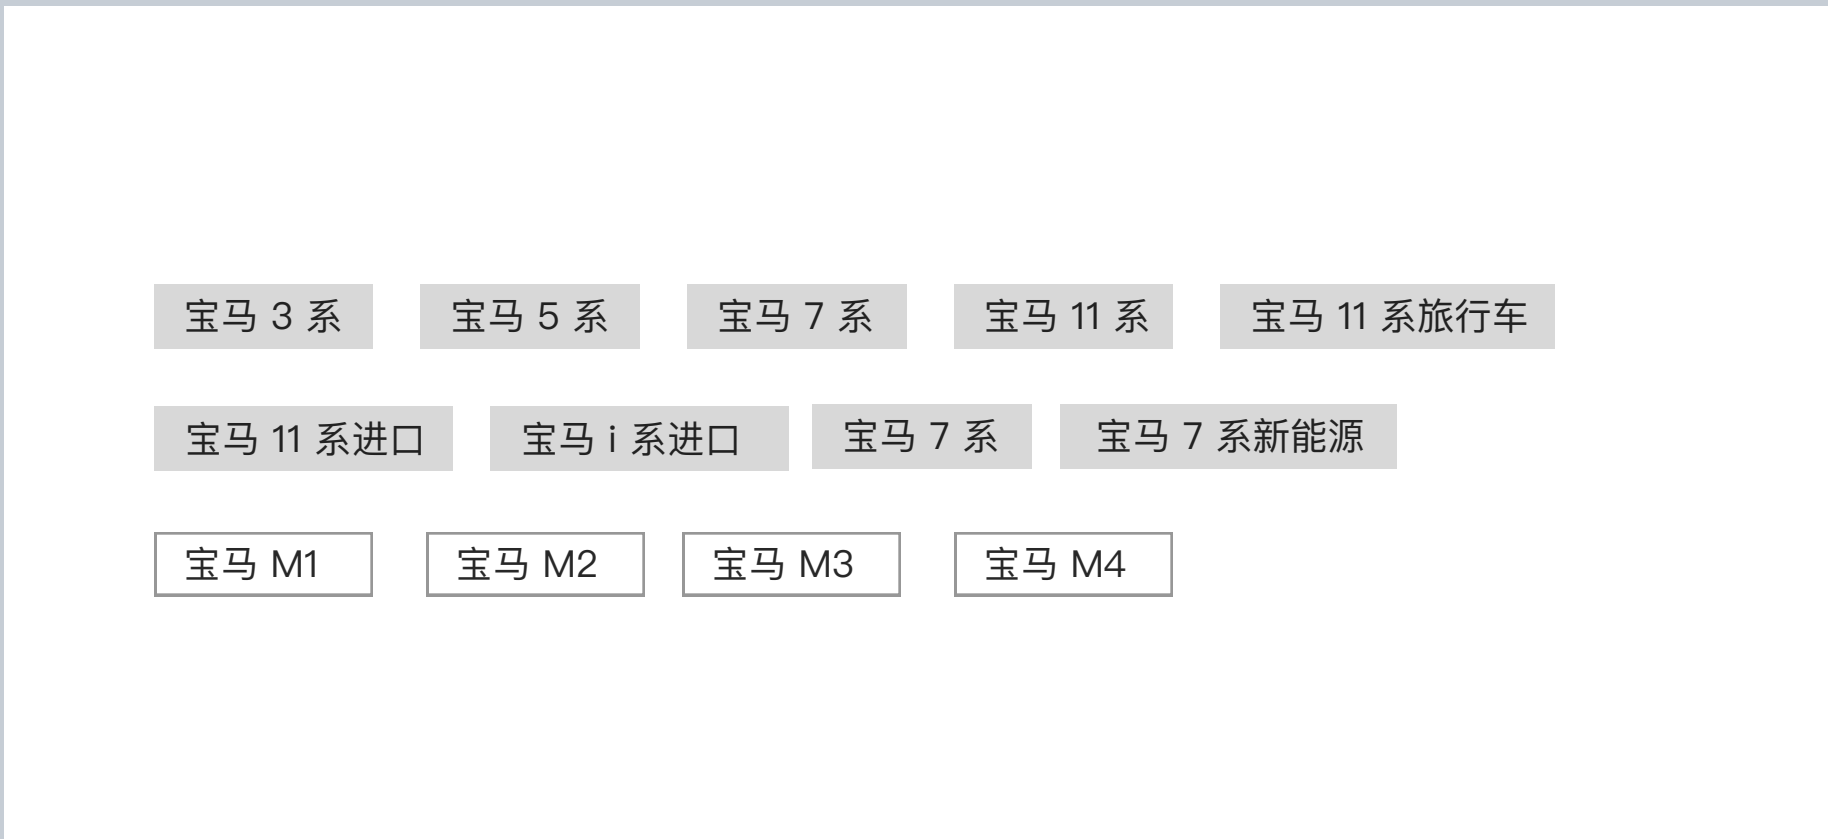 宝马 3 系 宝马 5 系 宝马 7 系 宝马 11 系 宝马 11 系旅行车
宝马 11 系进口 宝马 i 系进口 宝马 7 系 宝马 7 系新能源
宝马 M1 宝马 M2 宝马 M3 宝马 M4